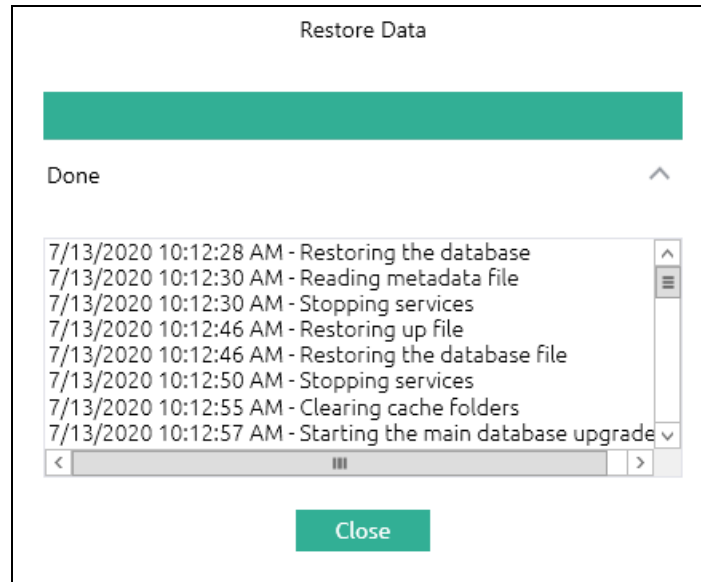 Restore Data
Done
7/13/2020 10:12:28 AM - Restoring the database
7/13/2020 10:12:30 AM - Reading metadata file
7/13/2020 10:12:30 AM - Stopping services
7/13/2020 10:12:46 AM - Restoring up file
7/13/2020 10:12:46 AM - Restoring the database file
7/13/2020 10:12:50 AM - Stopping services
7/13/2020 10:12:55 AM - Clearing cache folders
7/13/2020 10:12:57 AM - Starting the main database upgrade
Close